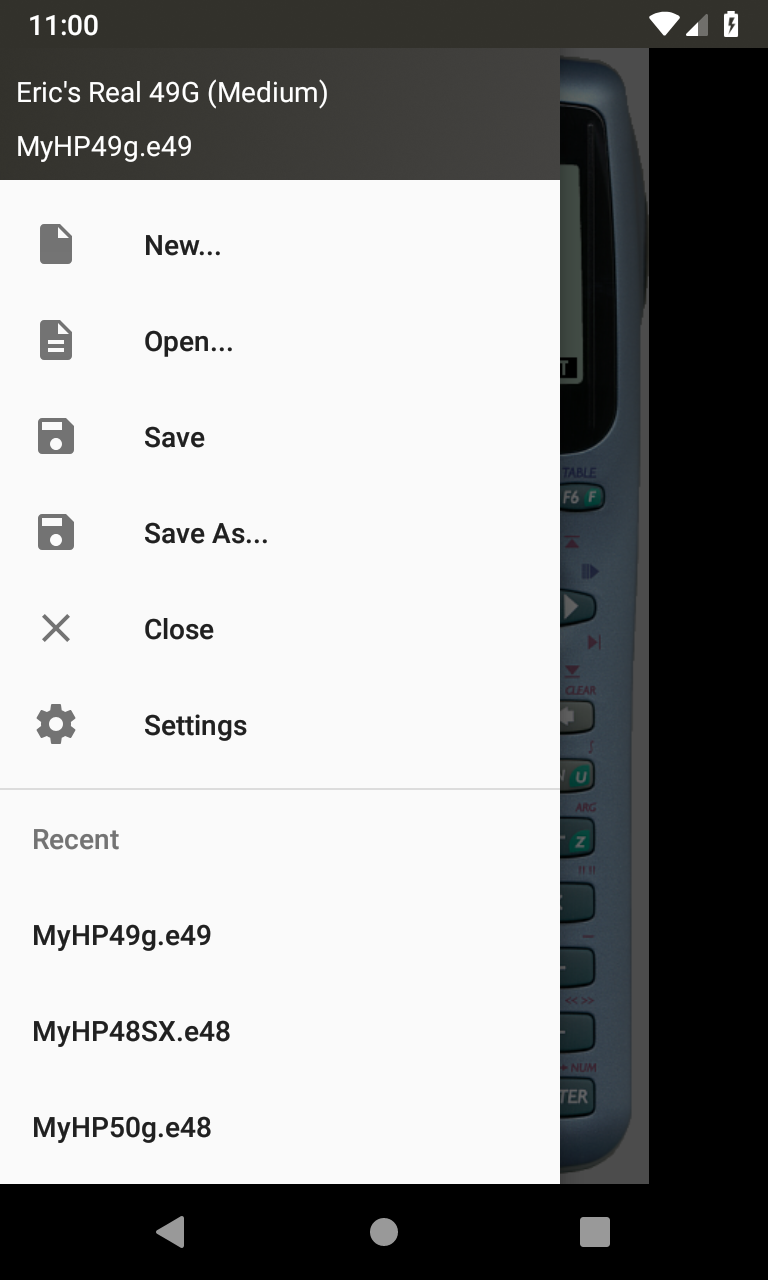 11:00
Eric's Real 49G (Medium)
MyHP49g.e49
New...
Open...
Save
Save As...
Close
Settings
Recent
MyHP49g.e49
MyHP48SX.e48
MyHP50g.e48
T
TABLE
F6 F
CLEAR
U
ARG
Z
!! !!
<< >>
NUM
TER